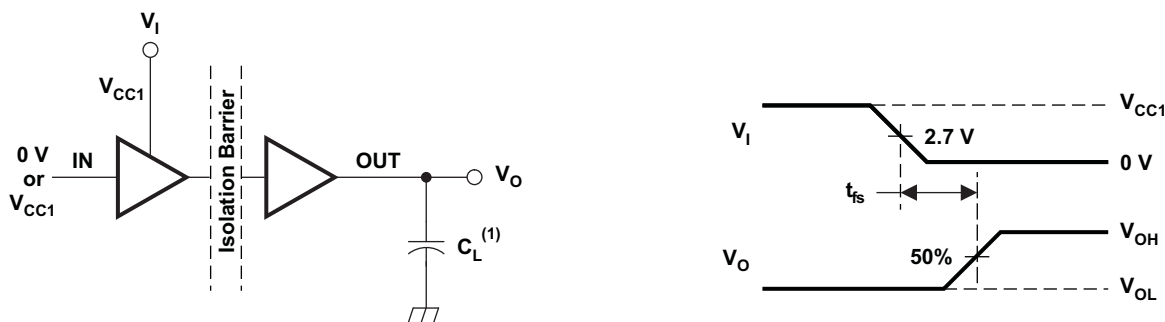 V_I
V_CC1
0 V
or
V_CC1
IN
Isolation Barrier
OUT
V_O
C_L^(1)
V_I
V_CC1
2.7 V
0 V
t_fs
V_O
50%
V_OH
V_OL